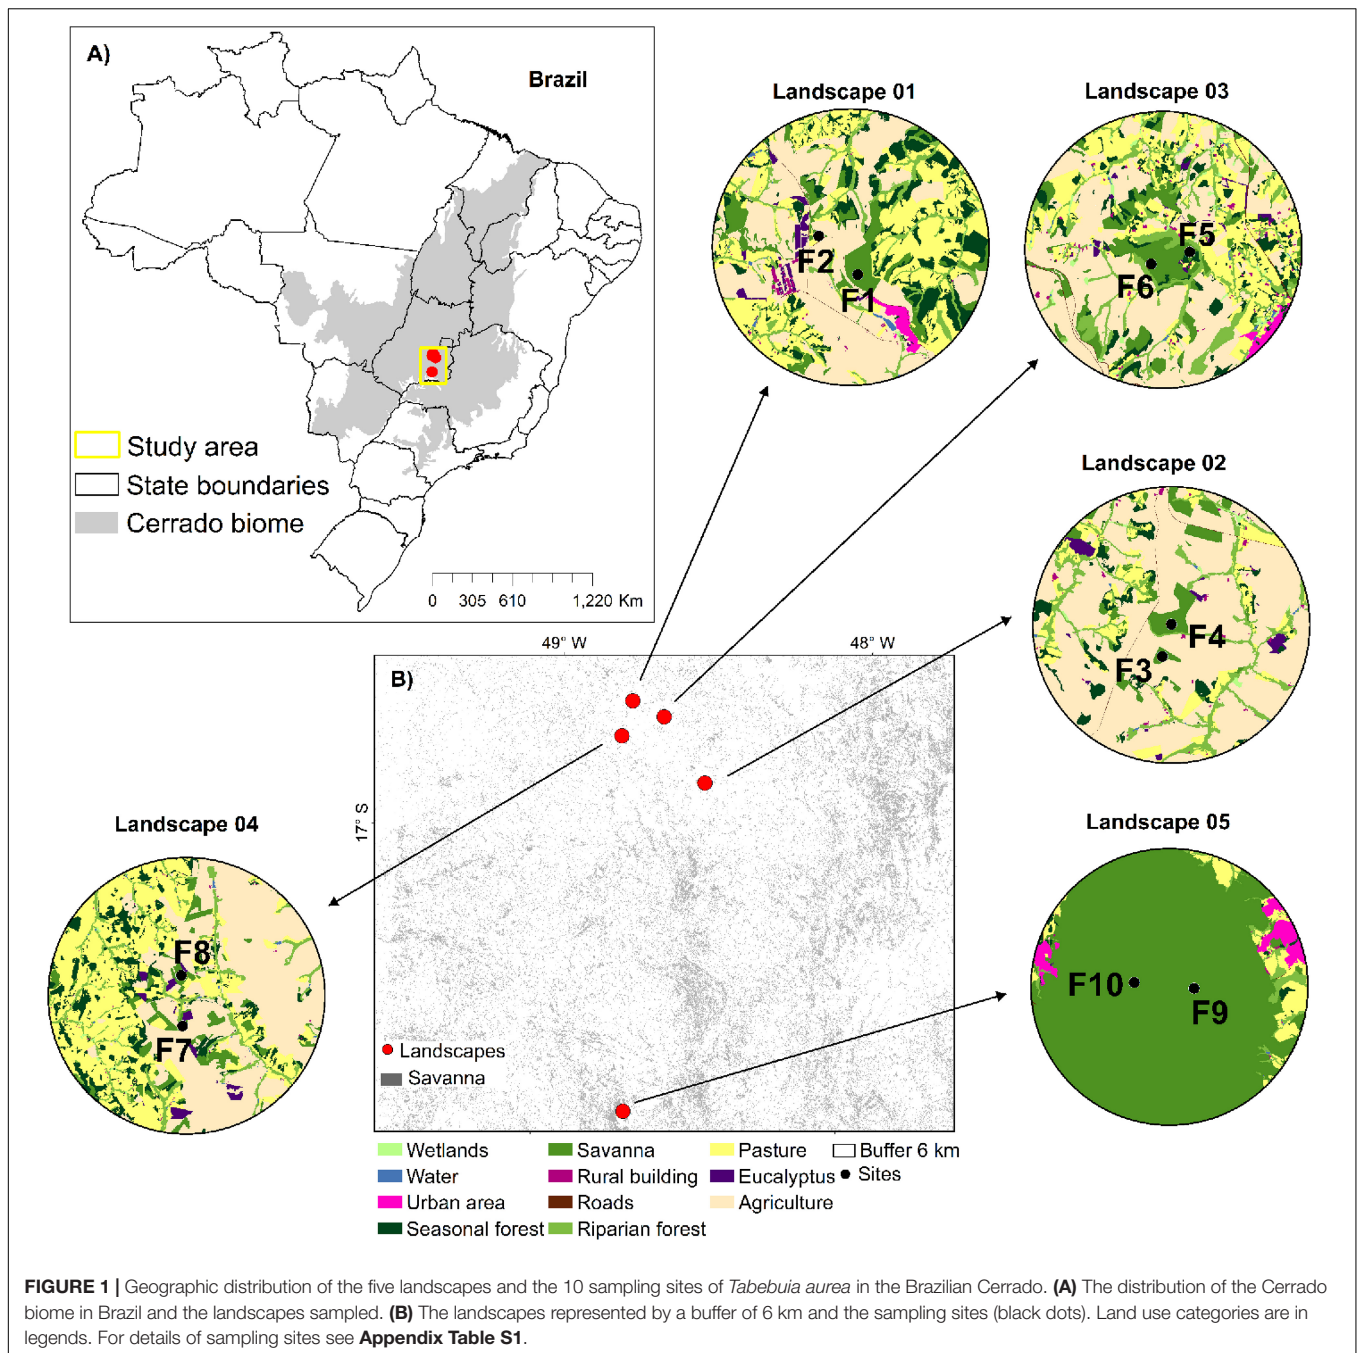 A)
Brazil
Study area
State boundaries
Cerrado biome
0 305 610 1,220 Km
Landscape 01
F2
F1
Landscape 03
F5
F6
Landscape 02
F4
F3
49° W 48° W
B)
17° S
Landscapes
Savanna
Landscape 04
F8
F7
Landscape 05
F10
F9
Wetlands Savanna Pasture Buffer 6 km
Water Rural building Eucalyptus Sites
Urban area Roads Agriculture
Seasonal forest Riparian forest
FIGURE 1 | Geographic distribution of the five landscapes and the 10 sampling sites of Tabebuia aurea in the Brazilian Cerrado. (A) The distribution of the Cerrado
biome in Brazil and the landscapes sampled. (B) The landscapes represented by a buffer of 6 km and the sampling sites (black dots). Land use categories are in
legends. For details of sampling sites see Appendix Table S1.